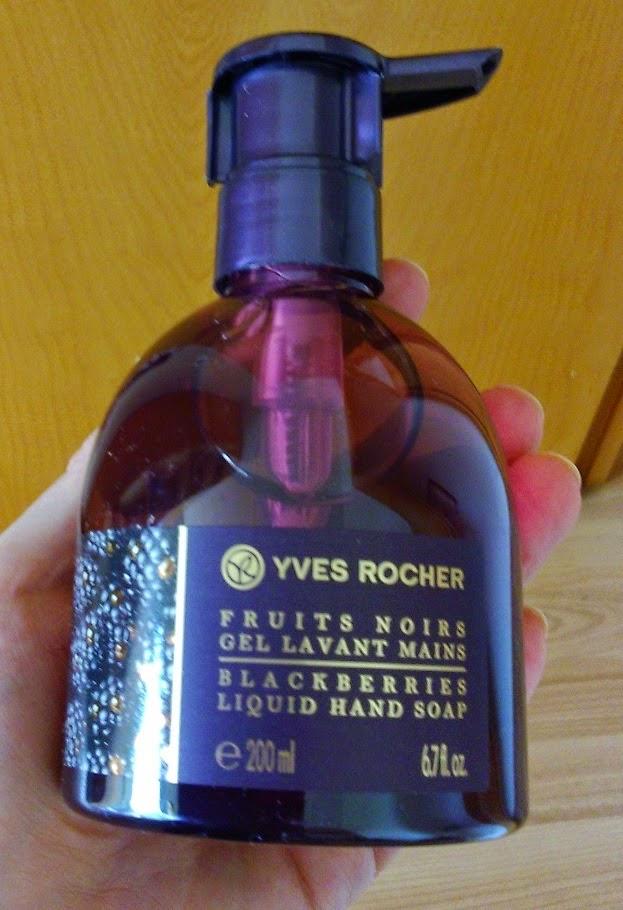 YVES ROCHER
FRUITS NOIRS
GEL LAVANT MAINS
BLACKBERRIES
LIQUID HAND SOAP
℮ 200 ml 6.7 fl. oz.